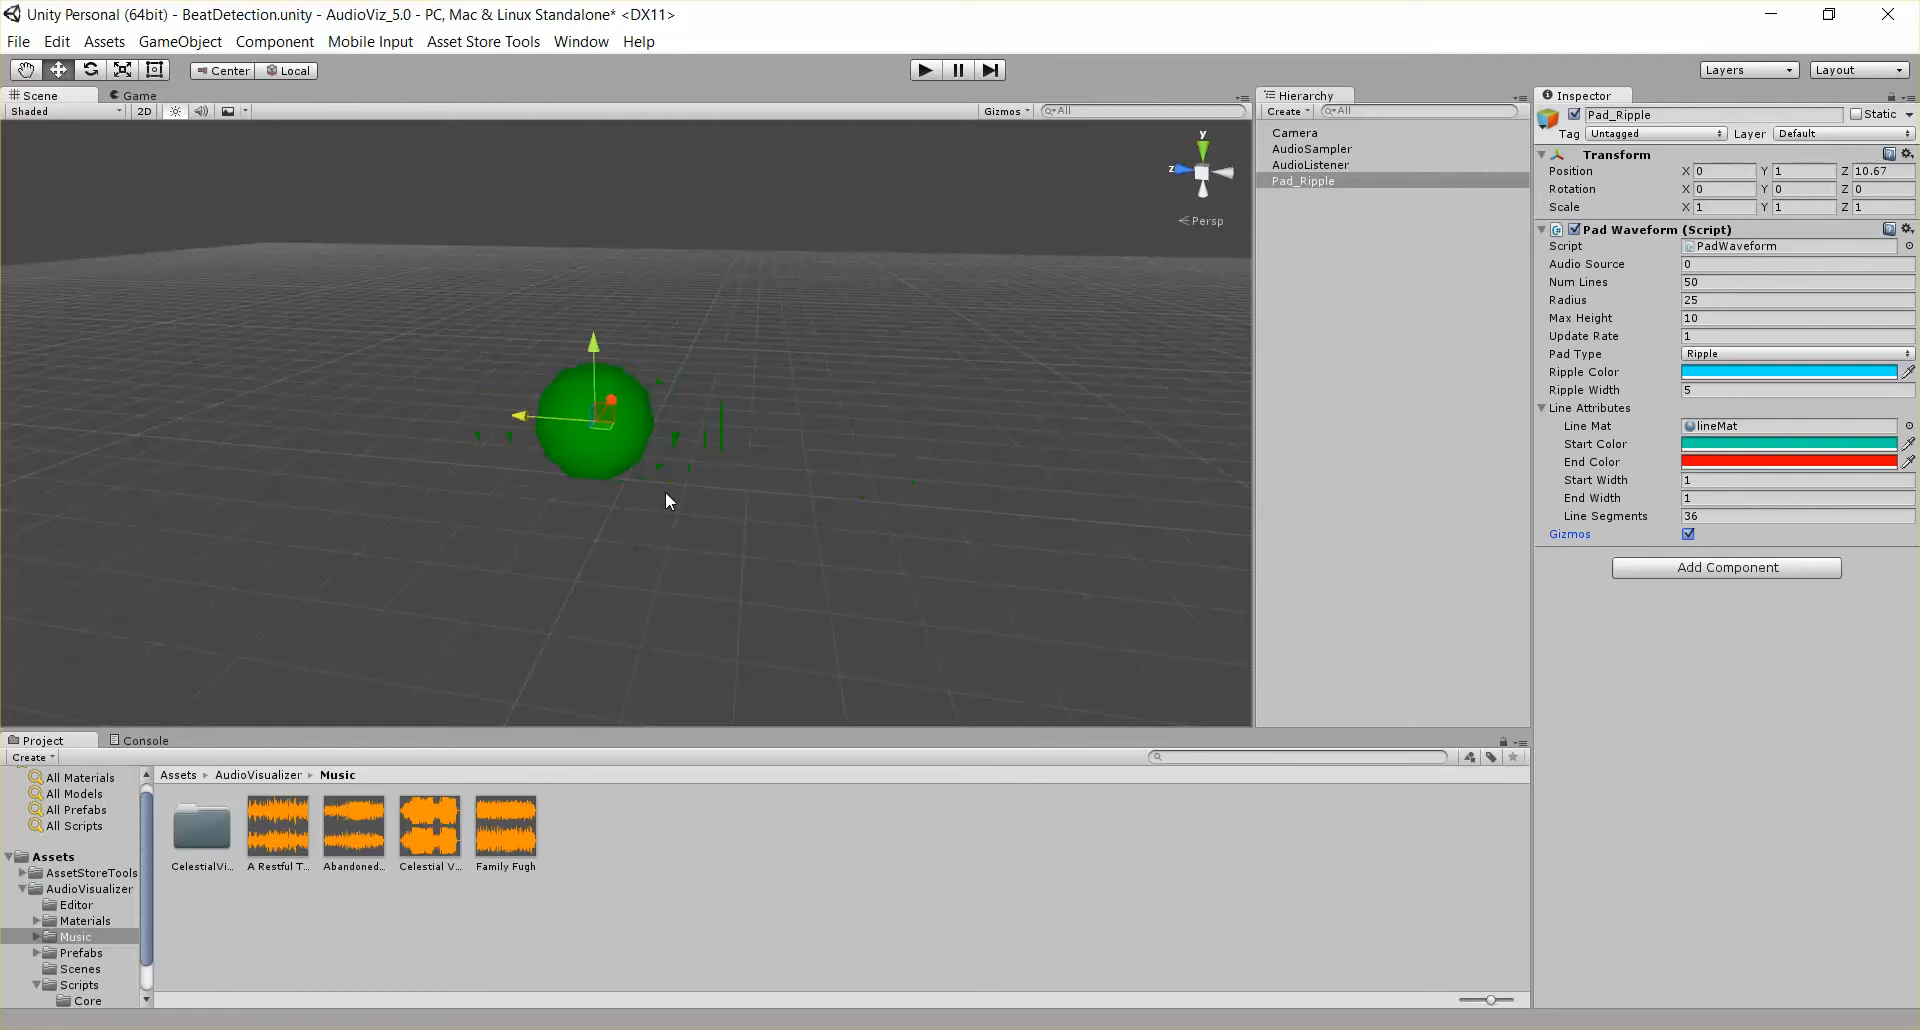 Unity Personal (64bit) - BeatDetection.unity - AudioViz_5.0 - PC, Mac & Linux Standalone* <DX11>
File Edit Assets GameObject Component Mobile Input Asset Store Tools Window Help
Center Local Layers Layout
Scene Game
Shaded 2D Gizmos All
y
z
Persp
Hierarchy
Create All
Camera
AudioSampler
AudioListener
Pad_Ripple
Inspector
Pad_Ripple Static
Tag Untagged Layer Default
Transform
Position X 0 Y 1 Z 10.67
Rotation X 0 Y 0 Z 0
Scale X 1 Y 1 Z 1
Pad Waveform (Script)
Script PadWaveform
Audio Source 0
Num Lines 50
Radius 25
Max Height 10
Update Rate 1
Pad Type Ripple
Ripple Color
Ripple Width 5
Line Attributes
Line Mat lineMat
Start Color
End Color
Start Width 1
End Width 1
Line Segments 36
Gizmos
Add Component
Project Console
Create
All Materials
All Models
All Prefabs
All Scripts
Assets
AssetStoreTools
AudioVisualizer
Editor
Materials
Music
Prefabs
Scenes
Scripts
Core
Assets AudioVisualizer Music
CelestialVi... A Restful T... Abandoned... Celestial V... Family Fugh